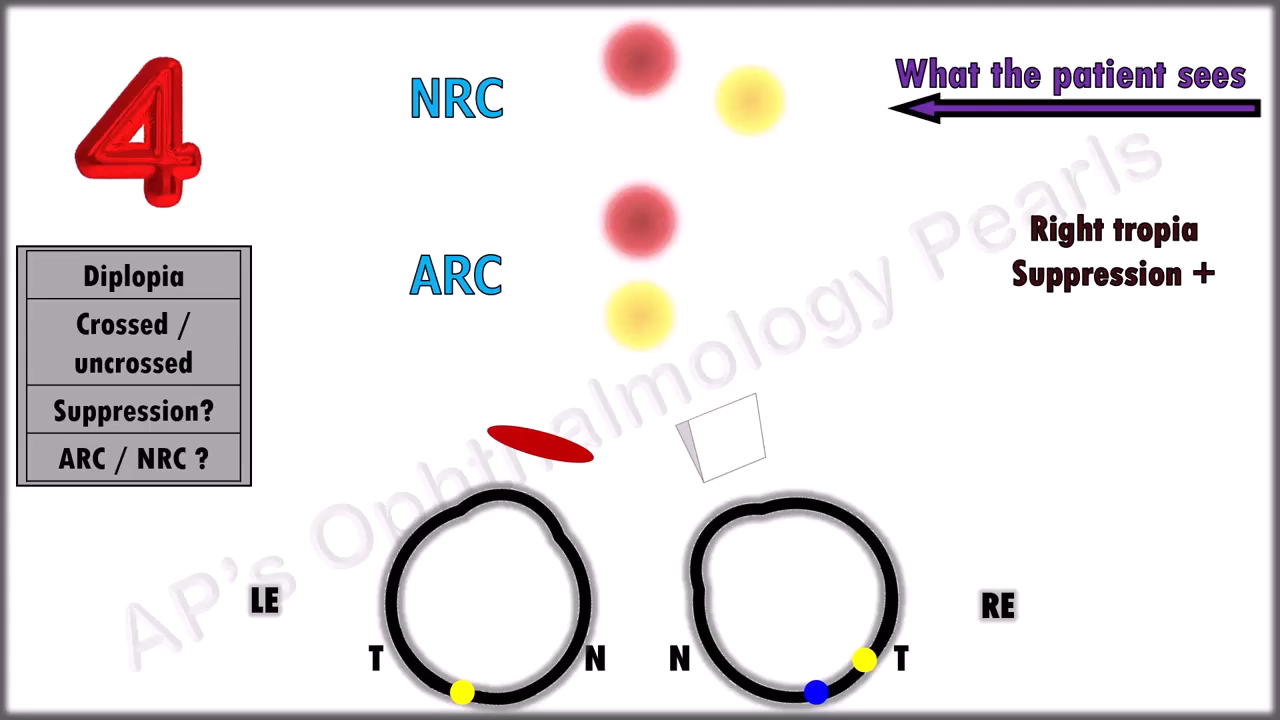 4
NRC
What the patient sees
ARC
Right tropia
Suppression +
Diplopia
Crossed /
uncrossed
Suppression?
ARC / NRC ?
AP's Ophthalmology Pearls
LE
RE
T
N
N
T